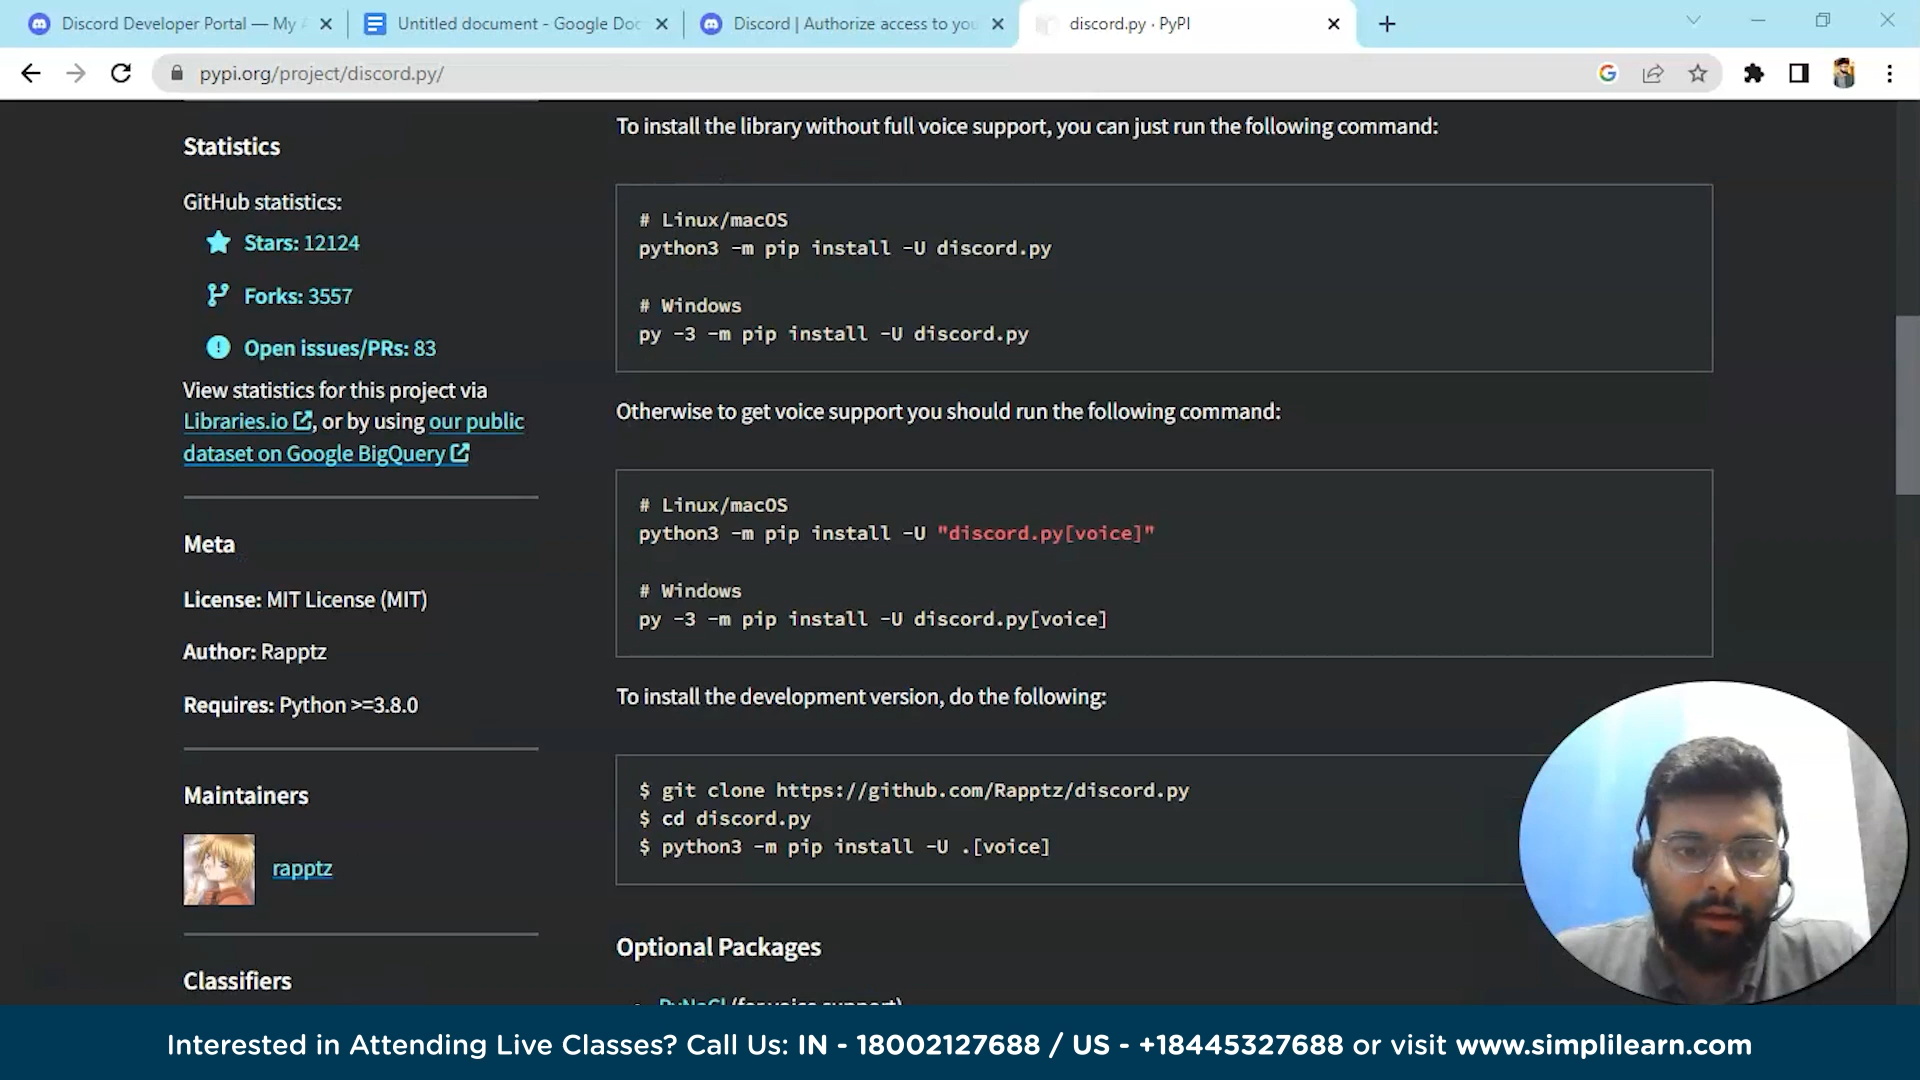 Discord Developer Portal — My A
Untitled document - Google Doc
Discord | Authorize access to you
discord.py · PyPI
pypi.org/project/discord.py/
Statistics
GitHub statistics:
Stars: 12124
Forks: 3557
Open issues/PRs: 83
View statistics for this project via
Libraries.io, or by using our public
dataset on Google BigQuery
Meta
License: MIT License (MIT)
Author: Rapptz
Requires: Python >=3.8.0
Maintainers
rapptz
Classifiers
To install the library without full voice support, you can just run the following command:
# Linux/macOS
python3 -m pip install -U discord.py
# Windows
py -3 -m pip install -U discord.py
Otherwise to get voice support you should run the following command:
# Linux/macOS
python3 -m pip install -U "discord.py[voice]"
# Windows
py -3 -m pip install -U discord.py[voice]
To install the development version, do the following:
$ git clone https://github.com/Rapptz/discord.py
$ cd discord.py
$ python3 -m pip install -U .[voice]
Optional Packages
PyNaCl (for voice support)
Interested in Attending Live Classes? Call Us: IN - 18002127688 / US - +18445327688 or visit www.simplilearn.com